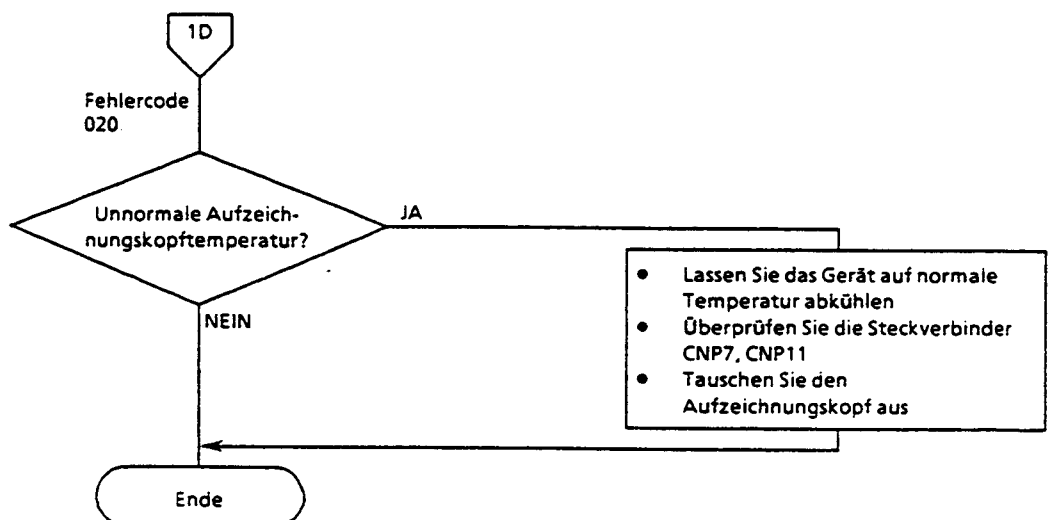 1D
Fehlercode
020
Unnormale Aufzeich-
nungskopftemperatur?
JA
● Lassen Sie das Gerät auf normale
Temperatur abkühlen
● Überprüfen Sie die Steckverbinder
CNP7, CNP11
● Tauschen Sie den
Aufzeichnungskopf aus
NEIN
Ende